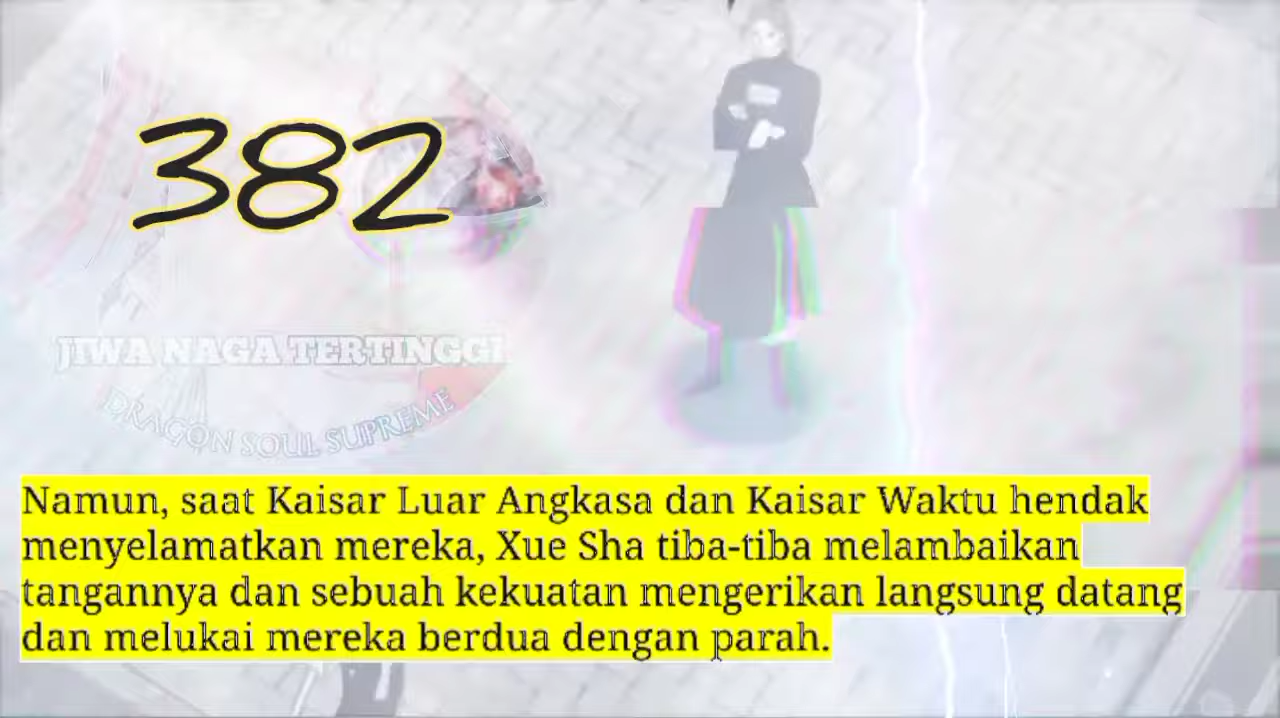 382
JIWA NAGA TERTINGGI
DRAGON SOUL SUPREME
Namun, saat Kaisar Luar Angkasa dan Kaisar Waktu hendak
menyelamatkan mereka, Xue Sha tiba-tiba melambaikan
tangannya dan sebuah kekuatan mengerikan langsung datang
dan melukai mereka berdua dengan parah.